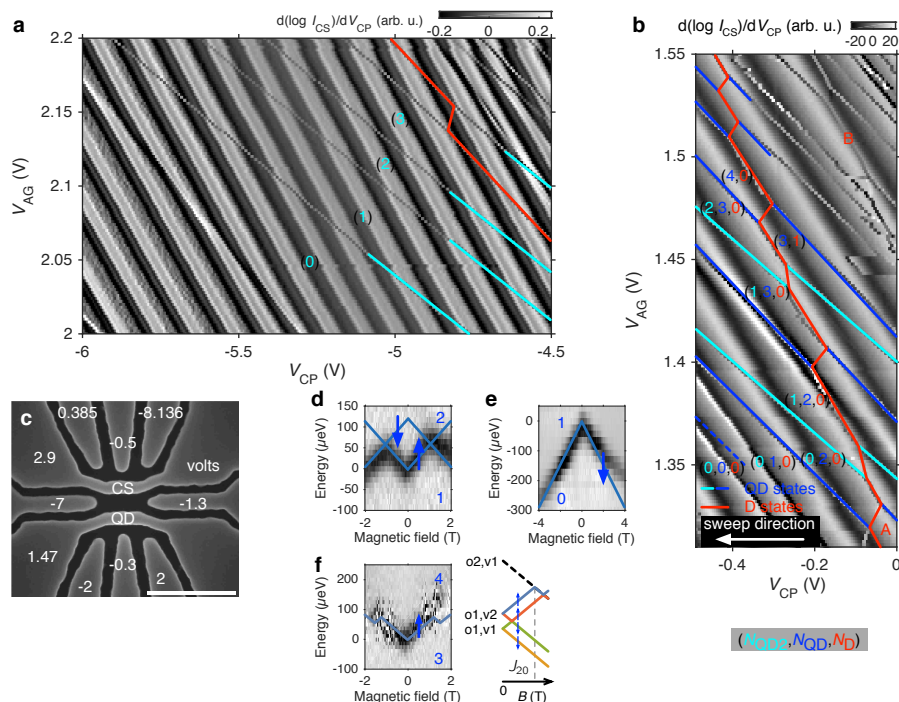 a
d(log I_CS)/dV_CP (arb. u.)
-0.2 0 0.2
2.2
2.15
2.1
2.05
2
V_AG (V)
(0)
(1)
(2)
(3)
-6 -5.5 -5 -4.5
V_CP (V)
b
d(log I_CS)/dV_CP (arb. u.)
-20 0 20
1.55
1.5
1.45
1.4
1.35
V_AG (V)
B
(4,0)
(2,3,0)
(3,1)
(1,3,0)
(1,2,0)
(0,0,0)
(0,1,0)
(0,2,0)
QD states
D states
A
sweep direction
-0.4 -0.2 0
V_CP (V)
(N_QD2,N_QD,N_D)
c
0.385
-8.136
-0.5
2.9
volts
CS
-7
-1.3
QD
1.47
-0.3
-2
2
d
150
100
50
0
-50
-100
Energy (µeV)
2
1
-2 0 2
Magnetic field (T)
e
0
-100
-200
-300
Energy (µeV)
1
0
-4 0 4
Magnetic field (T)
f
200
100
0
-100
Energy (µeV)
4
3
-2 0 2
Magnetic field (T)
o2,v1
o1,v2
o1,v1
J_20
0 B (T)